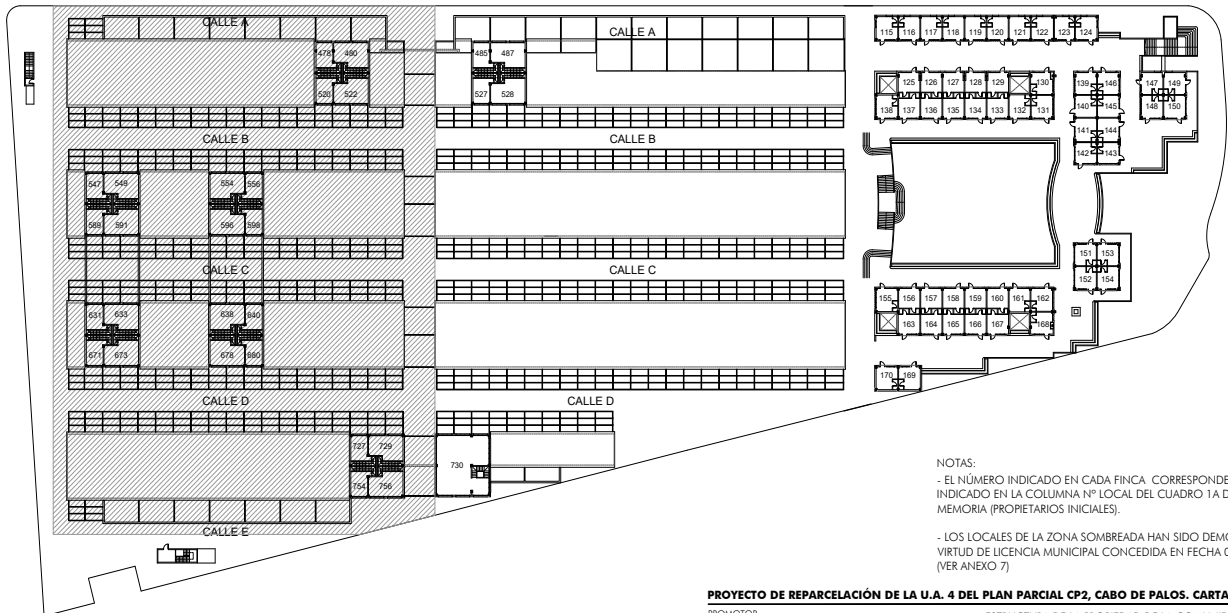 CALLE A
CALLE A
478 480 485 487
520 522 527 528
115 116 117 118 119 120 121 122 123 124
125 126 127 128 129 130
138 137 136 135 134 133 132 131
139 146 147 149
140 145 148 150
141 144
142 143
CALLE B
CALLE B
547 549 554 558
589 591 596 598
CALLE C
CALLE C
151 153
152 154
631 633 638 640
671 673 678 680
155 156 157 158 159 160 161 162
163 164 165 166 167 168
170 169
CALLE D
CALLE D
727 729 730
754 756
CALLE E
NOTAS:
- EL NÚMERO INDICADO EN CADA FINCA CORRESPONDE
INDICADO EN LA COLUMNA Nº LOCAL DEL CUADRO 1A D
MEMORIA (PROPIETARIOS INICIALES).
- LOS LOCALES DE LA ZONA SOMBREADA HAN SIDO DEMO
VIRTUD DE LICENCIA MUNICIPAL CONCEDIDA EN FECHA 0
(VER ANEXO 7)
PROYECTO DE REPARCELACIÓN DE LA U.A. 4 DEL PLAN PARCIAL CP2, CABO DE PALOS. CARTA